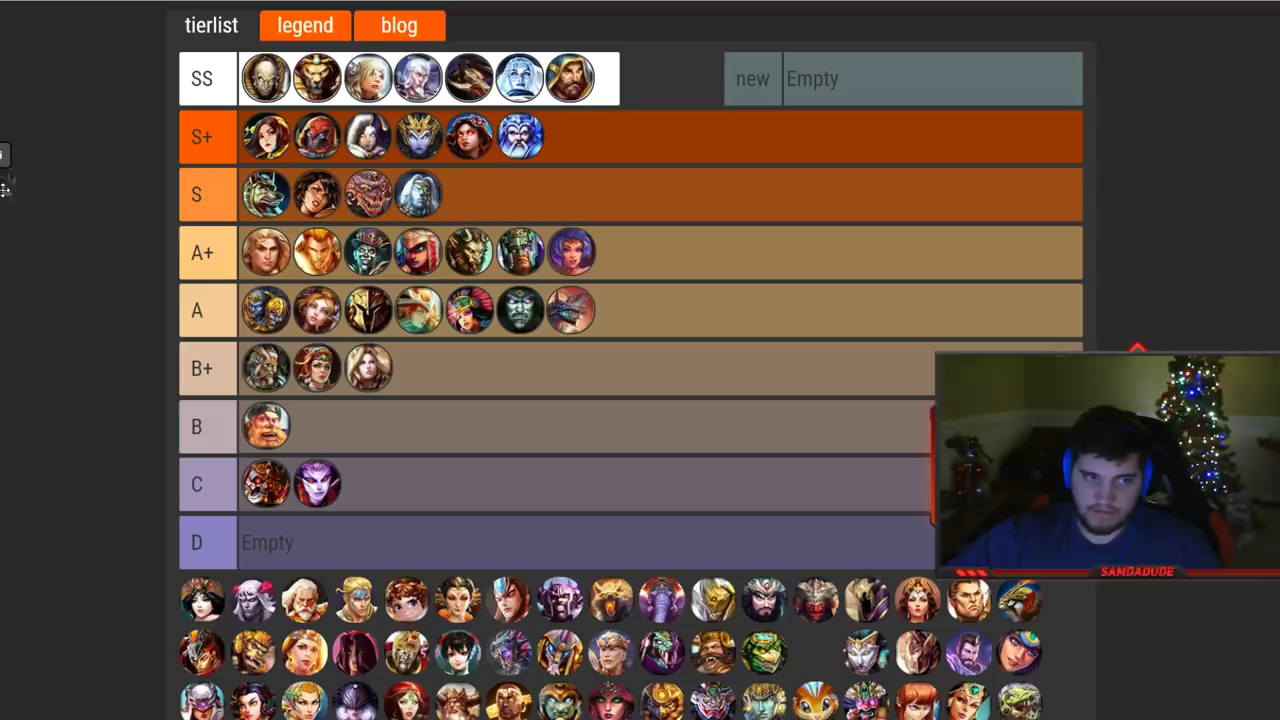 tierlist legend blog
SS new Empty
S+
S
A+
A
B+
B
C
D Empty
SAMDADUDE